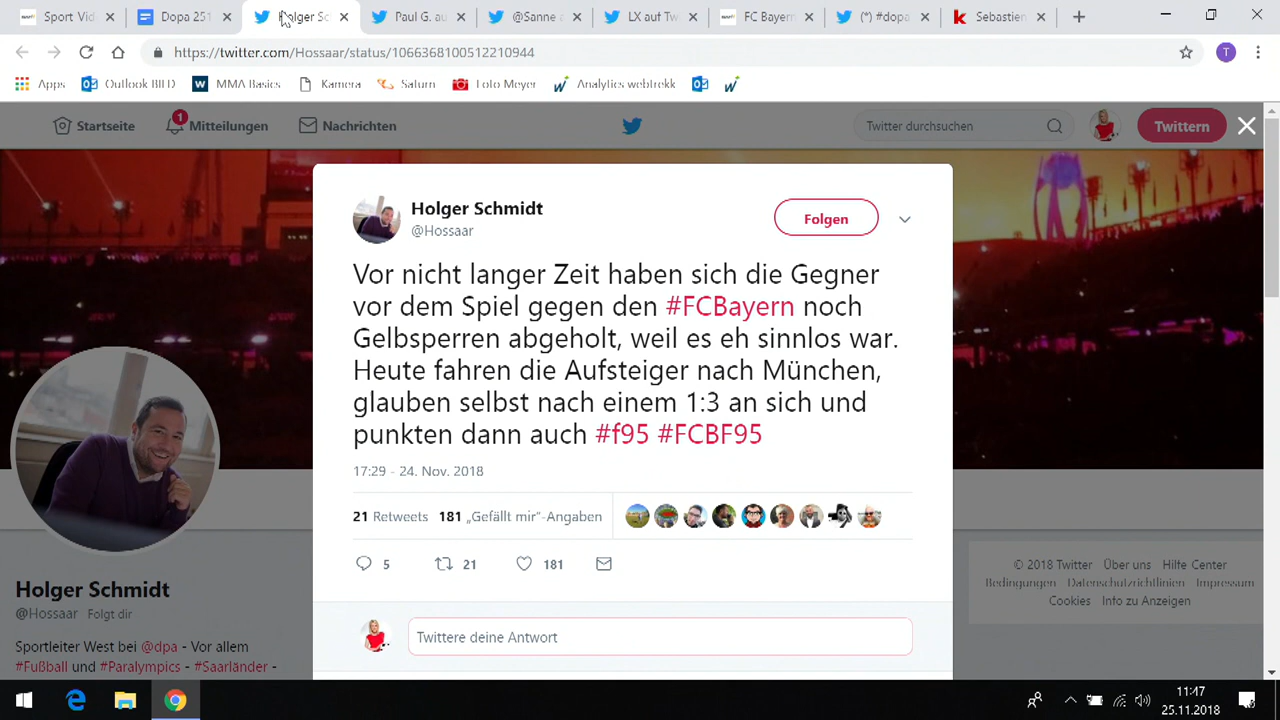 Sport Vid
Dopa 251
Holger Sc
Paul G. au
@Sanne a
LX auf Tw
FC Bayern
(*) #dopa
Sebastien
https://twitter.com/Hossaar/status/1066368100512210944
T
Apps
Outlook BILD
MMA Basics
Kamera
Saturn
Foto Meyer
Analytics webtrekk
Startseite
1
Mitteilungen
Nachrichten
Twitter durchsuchen
Twittern
Holger Schmidt
@Hossaar
Folgen
Vor nicht langer Zeit haben sich die Gegner
vor dem Spiel gegen den #FCBayern noch
Gelbsperren abgeholt, weil es eh sinnlos war.
Heute fahren die Aufsteiger nach München,
glauben selbst nach einem 1:3 an sich und
punkten dann auch #f95 #FCBF95
17:29 - 24. Nov. 2018
21 Retweets 181 „Gefällt mir“-Angaben
5 21 181
Twittere deine Antwort
Holger Schmidt
@Hossaar Folgt dir
Sportleiter West bei @dpa - Vor allem
#Fußball und #Paralympics - #Saarländer -
© 2018 Twitter Über uns Hilfe Center
Bedingungen Datenschutzrichtlinien Impressum
Cookies Info zu Anzeigen
11:47
25.11.2018